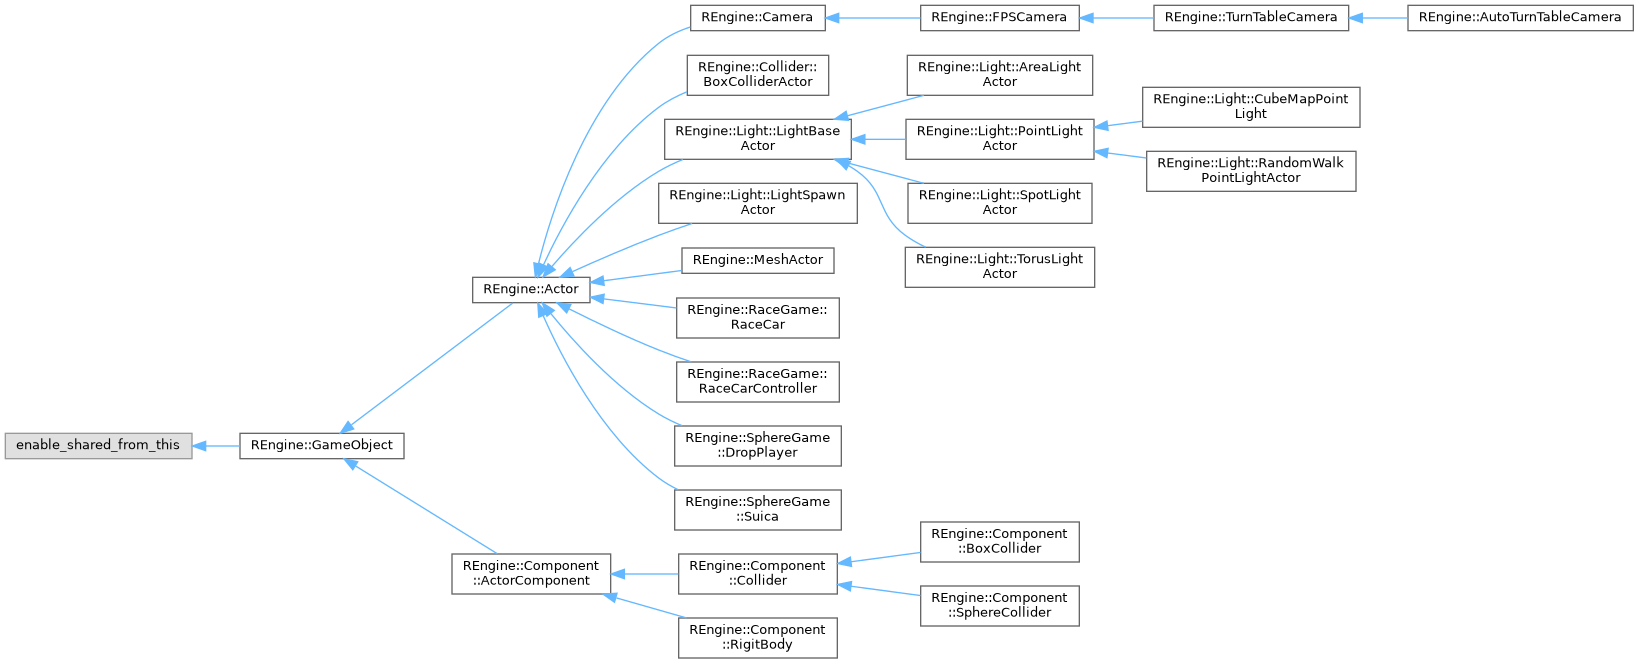 REngine::Camera
REngine::FPSCamera
REngine::TurnTableCamera
REngine::AutoTurnTableCamera
REngine::Collider::
BoxColliderActor
REngine::Light::AreaLight
Actor
REngine::Light::CubeMapPoint
Light
REngine::Light::LightBase
Actor
REngine::Light::PointLight
Actor
REngine::Light::RandomWalk
PointLightActor
REngine::Light::LightSpawn
Actor
REngine::Light::SpotLight
Actor
REngine::MeshActor
REngine::Light::TorusLight
Actor
REngine::Actor
REngine::RaceGame::
RaceCar
REngine::RaceGame::
RaceCarController
enable_shared_from_this
REngine::GameObject
REngine::SphereGame
::DropPlayer
REngine::SphereGame
::Suica
REngine::Component
::ActorComponent
REngine::Component
::Collider
REngine::Component
::BoxCollider
REngine::Component
::SphereCollider
REngine::Component
::RigitBody